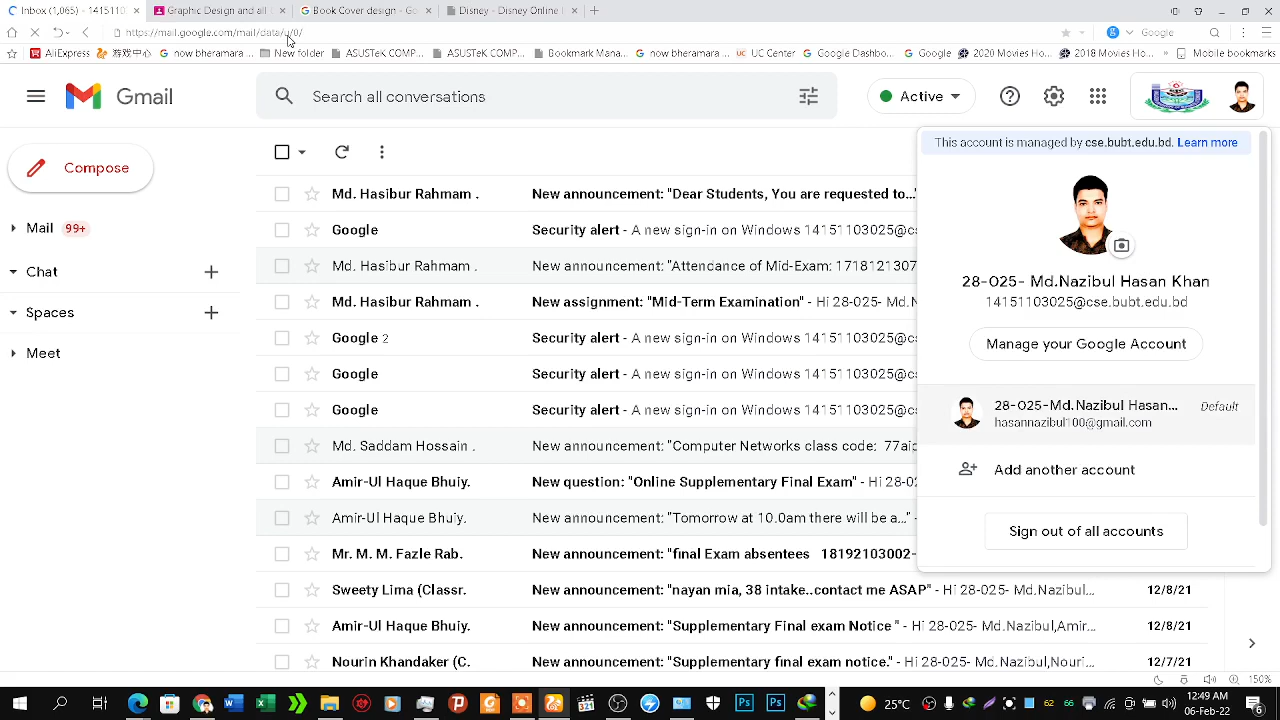 Inbox (1,065) - 1415110
Graphic Design and all
Book Cover design - Go
Disney - Disney Online
https://mail.google.com/mail/data/
Google
AliExpress
now bherama...
New folder
ASUSTeK COMP...
ASUSTeK COMP...
Bookmark Mana...
now bherama...
UC Center
Google Dashbo...
Google
2020 Movies Ho...
2018 Movies Ho...
»
Mobile bookmarks
Gmail
Search all conversations
Active
Compose
Mail 99+
Chat
Spaces
Meet
Md. Hasibur Rahmam . New announcement: "Dear Students, You are requested to..."
Google Security alert - A new sign-in on Windows 14151103025@cs
Md. Hasibur Rahmam . New announcement: "Attendance of Mid-Exam: 1718121307
Md. Hasibur Rahmam . New assignment: "Mid-Term Examination" - Hi 28-025- Md.N
Google 2 Security alert - A new sign-in on Windows 14151103025@cs
Google Security alert - A new sign-in on Windows 14151103025@cs
Google Security alert - A new sign-in on Windows 14151103025@cs
Md. Saddam Hossain . New announcement: "Computer Networks class code: 77aip
Amir-Ul Haque Bhuiy. New question: "Online Supplementary Final Exam" - Hi 28-0
Amir-Ul Haque Bhuiy. New announcement: "Tomorrow at 10.0am there will be a..." -
Mr. M. M. Fazle Rab. New announcement: "final Exam absentees 18192103002-
Sweety Lima (Classr. New announcement: "nayan mia, 38 intake..contact me ASAP" - Hi 28-025- Md.Nazibul... 12/8/21
Amir-Ul Haque Bhuiy. New announcement: "Supplementary Final exam Notice " - Hi 28-025- Md.Nazibul,Amir... 12/8/21
Nourin Khandaker (C. New announcement: "Supplementary final exam notice." - Hi 28-025- Md.Nazibul,Nouri... 12/7/21
This account is managed by cse.bubt.edu.bd. Learn more
28-025- Md.Nazibul Hasan Khan
14151103025@cse.bubt.edu.bd
Manage your Google Account
28-025-Md.Nazibul Hasan... Default
hasannazibul100@gmail.com
Add another account
Sign out of all accounts
150%
25°C
62 66
12:49 AM
06-Feb-22